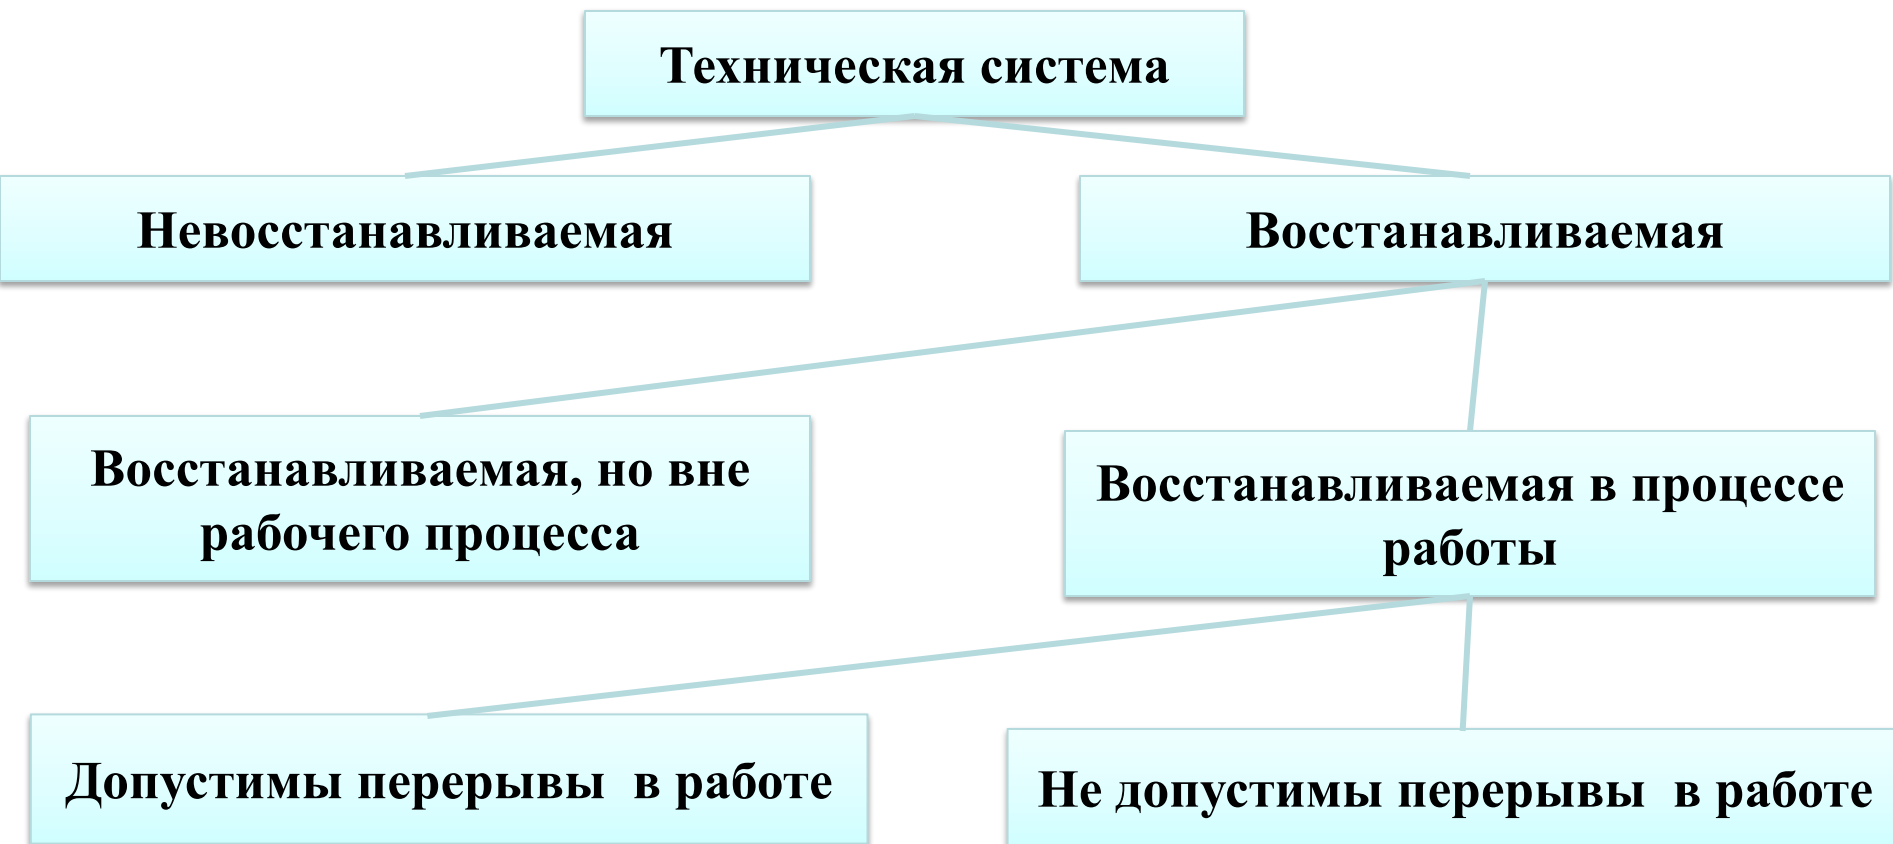 Техническая система
Невосстанавливаемая
Восстанавливаемая
Восстанавливаемая, но вне
рабочего процесса
Восстанавливаемая в процессе
работы
Допустимы перерывы  в работе
Не допустимы перерывы  в работе